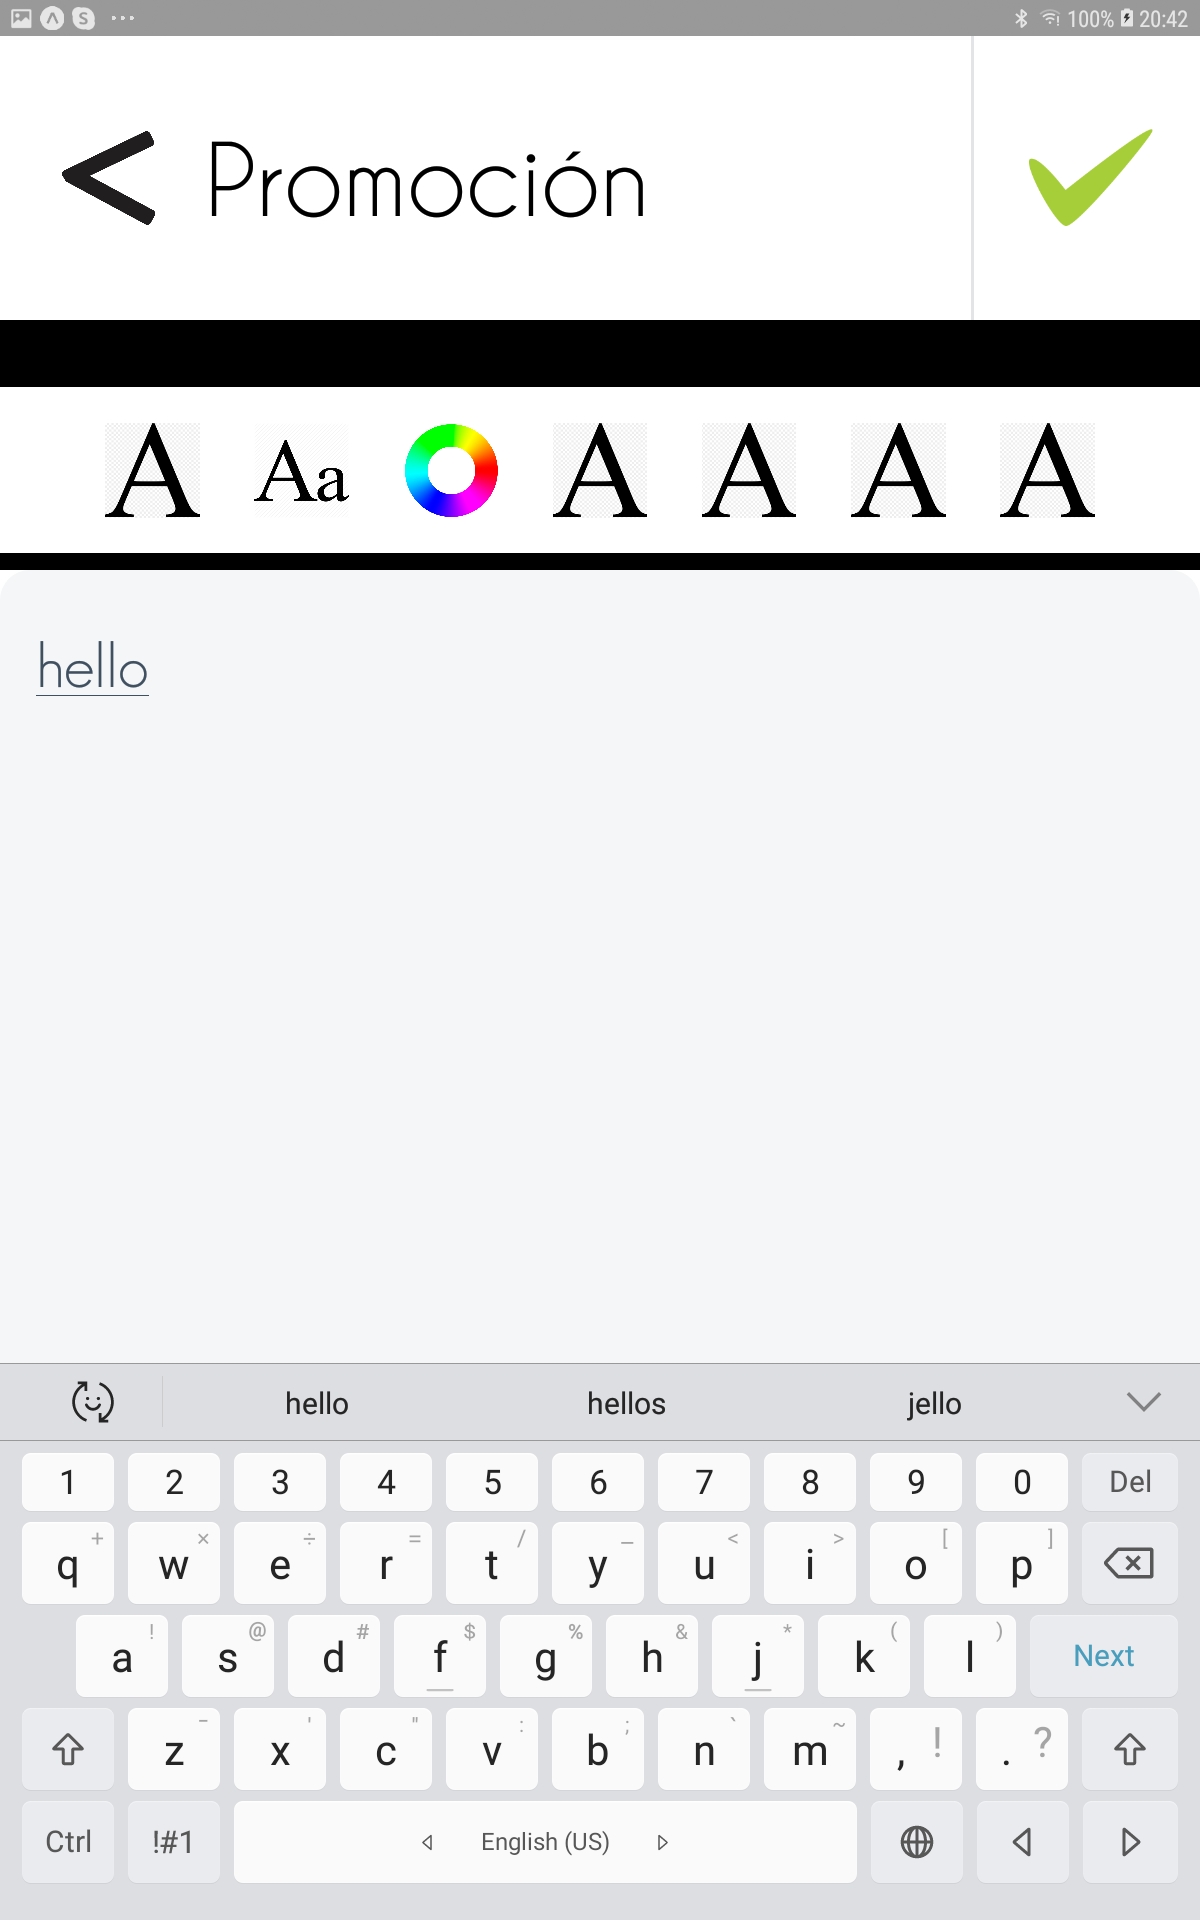 S ... 100% 20:42
< Promoción
A Aa A A A A
hello
hello hellos jello
1 2 3 4 5 6 7 8 9 0 Del
+ × ÷ = / _ < > [ ]
q w e r t y u i o p
! @ # $ % & * ( )
a s d f g h j k l Next
- ' " : ; ` ~
z x c v b n m , ! . ?
Ctrl !#1 English (US)